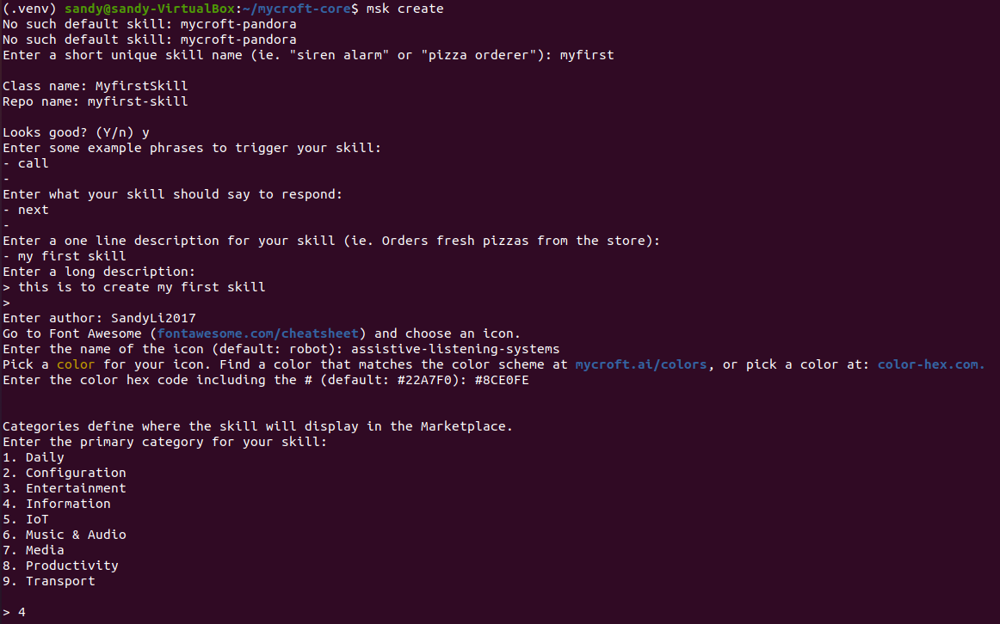 (.venv) sandy@sandy-VirtualBox:~/mycroft-core$ msk create
No such default skill: mycroft-pandora
No such default skill: mycroft-pandora
Enter a short unique skill name (ie. "siren alarm" or "pizza orderer"): myfirst
Class name: MyfirstSkill
Repo name: myfirst-skill
Looks good? (Y/n) y
Enter some example phrases to trigger your skill:
- call
-
Enter what your skill should say to respond:
- next
-
Enter a one line description for your skill (ie. Orders fresh pizzas from the store):
- my first skill
Enter a long description:
> this is to create my first skill
>
Enter author: SandyLi2017
Go to Font Awesome (fontawesome.com/cheatsheet) and choose an icon.
Enter the name of the icon (default: robot): assistive-listening-systems
Pick a color for your icon. Find a color that matches the color scheme at mycroft.ai/colors, or pick a color at: color-hex.com.
Enter the color hex code including the # (default: #22A7F0): #8CE0FE
Categories define where the skill will display in the Marketplace.
Enter the primary category for your skill:
1. Daily
2. Configuration
3. Entertainment
4. Information
5. IoT
6. Music & Audio
7. Media
8. Productivity
9. Transport
> 4